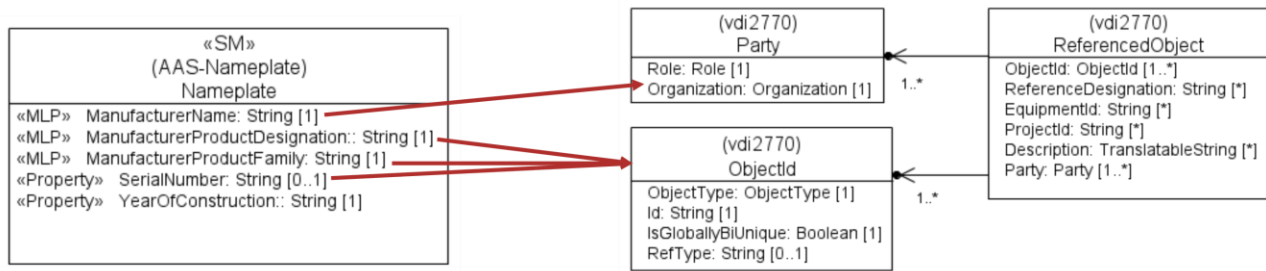 «SM»
(AAS-Nameplate)
Nameplate
«MLP» ManufacturerName: String [1]
«MLP» ManufacturerProductDesignation:: String [1]
«MLP» ManufacturerProductFamily: String [1]
«Property» SerialNumber: String [0..1]
«Property» YearOfConstruction:: String [1]
(vdi2770)
Party
Role: Role [1]
Organization: Organization [1]
1..*
(vdi2770)
ObjectId
ObjectType: ObjectType [1]
Id: String [1]
IsGloballyBiUnique: Boolean [1]
RefType: String [0..1]
1..*
(vdi2770)
ReferencedObject
ObjectId: ObjectId [1..*]
ReferenceDesignation: String [*]
EquipmentId: String [*]
ProjectId: String [*]
Description: TranslatableString [*]
Party: Party [1..*]